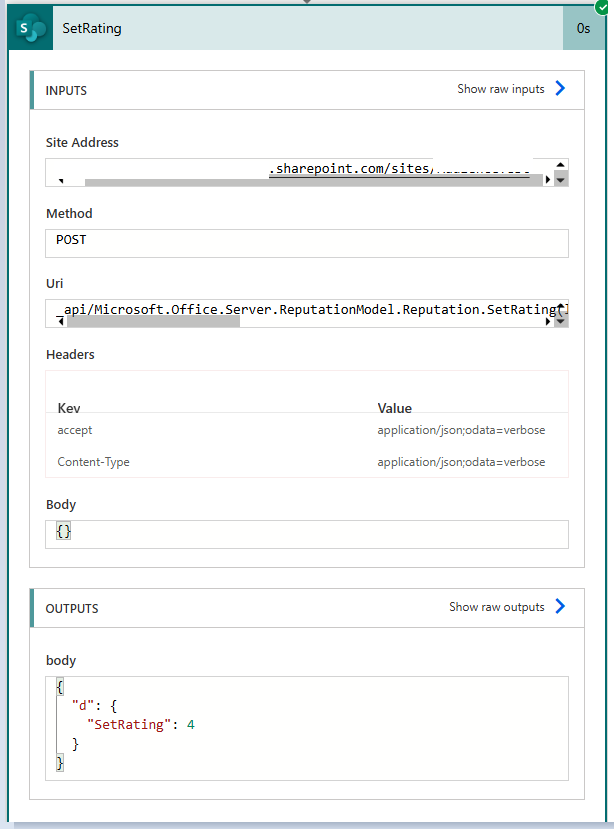 S
SetRating
0s
INPUTS
Show raw inputs
Site Address
.sharepoint.com/sites/
Method
POST
Uri
_api/Microsoft.Office.Server.ReputationModel.Reputation.SetRating(
Headers
Key Value
accept application/json;odata=verbose
Content-Type application/json;odata=verbose
Body
{}
OUTPUTS
Show raw outputs
body
{
"d": {
"SetRating": 4
}
}